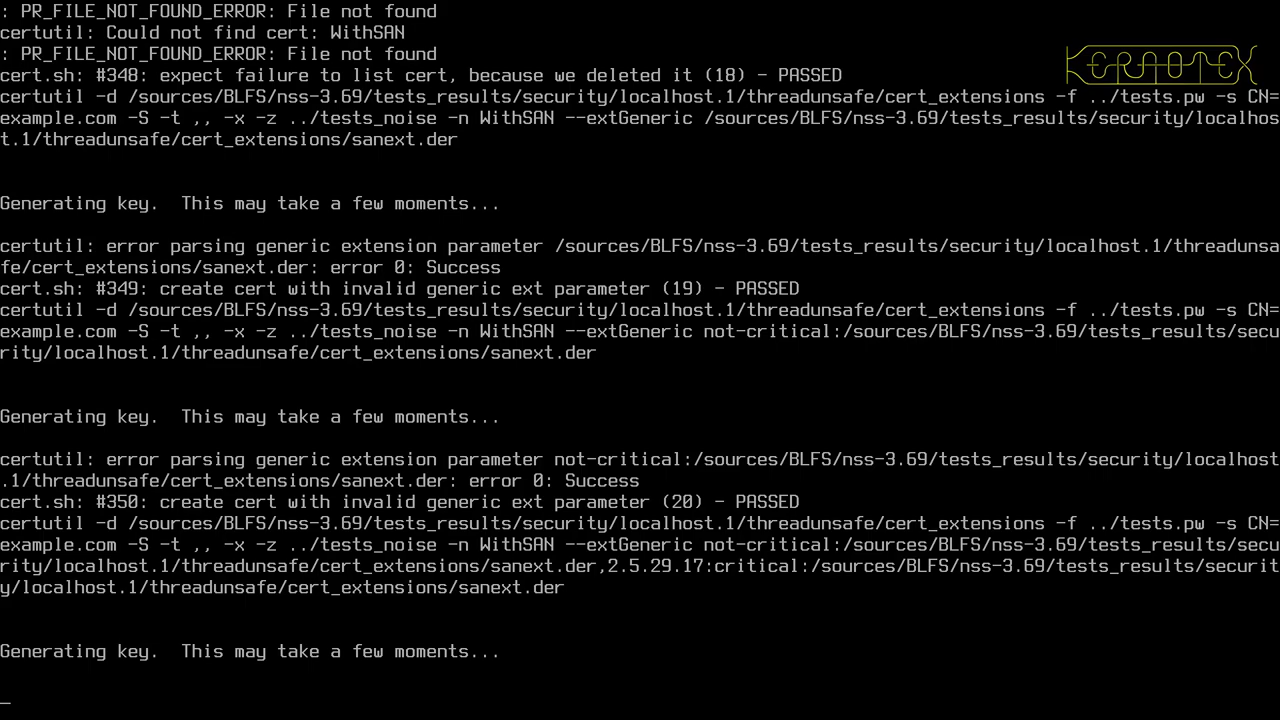 : PR_FILE_NOT_FOUND_ERROR: File not found
certutil: Could not find cert: WithSAN
: PR_FILE_NOT_FOUND_ERROR: File not found
cert.sh: #348: expect failure to list cert, because we deleted it (18) - PASSED
certutil -d /sources/BLFS/nss-3.69/tests_results/security/localhost.1/threadunsafe/cert_extensions -f ../tests.pw -s CN=
example.com -S -t ,, -x -z ../tests_noise -n WithSAN --extGeneric /sources/BLFS/nss-3.69/tests_results/security/localhos
t.1/threadunsafe/cert_extensions/sanext.der
Generating key.  This may take a few moments...
certutil: error parsing generic extension parameter /sources/BLFS/nss-3.69/tests_results/security/localhost.1/threadunsa
fe/cert_extensions/sanext.der: error 0: Success
cert.sh: #349: create cert with invalid generic ext parameter (19) - PASSED
certutil -d /sources/BLFS/nss-3.69/tests_results/security/localhost.1/threadunsafe/cert_extensions -f ../tests.pw -s CN=
example.com -S -t ,, -x -z ../tests_noise -n WithSAN --extGeneric not-critical:/sources/BLFS/nss-3.69/tests_results/secu
rity/localhost.1/threadunsafe/cert_extensions/sanext.der
Generating key.  This may take a few moments...
certutil: error parsing generic extension parameter not-critical:/sources/BLFS/nss-3.69/tests_results/security/localhost
.1/threadunsafe/cert_extensions/sanext.der: error 0: Success
cert.sh: #350: create cert with invalid generic ext parameter (20) - PASSED
certutil -d /sources/BLFS/nss-3.69/tests_results/security/localhost.1/threadunsafe/cert_extensions -f ../tests.pw -s CN=
example.com -S -t ,, -x -z ../tests_noise -n WithSAN --extGeneric not-critical:/sources/BLFS/nss-3.69/tests_results/secu
rity/localhost.1/threadunsafe/cert_extensions/sanext.der,2.5.29.17:critical:/sources/BLFS/nss-3.69/tests_results/securit
y/localhost.1/threadunsafe/cert_extensions/sanext.der
Generating key.  This may take a few moments...
_